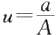 u = a/A